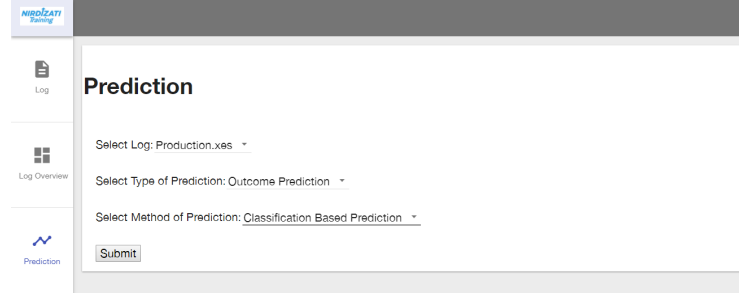 NIRDIZATI
Training
Log
Prediction
Select Log: Production.xes
Log Overview
Select Type of Prediction: Outcome Prediction
Select Method of Prediction: Classification Based Prediction
Submit
Prediction